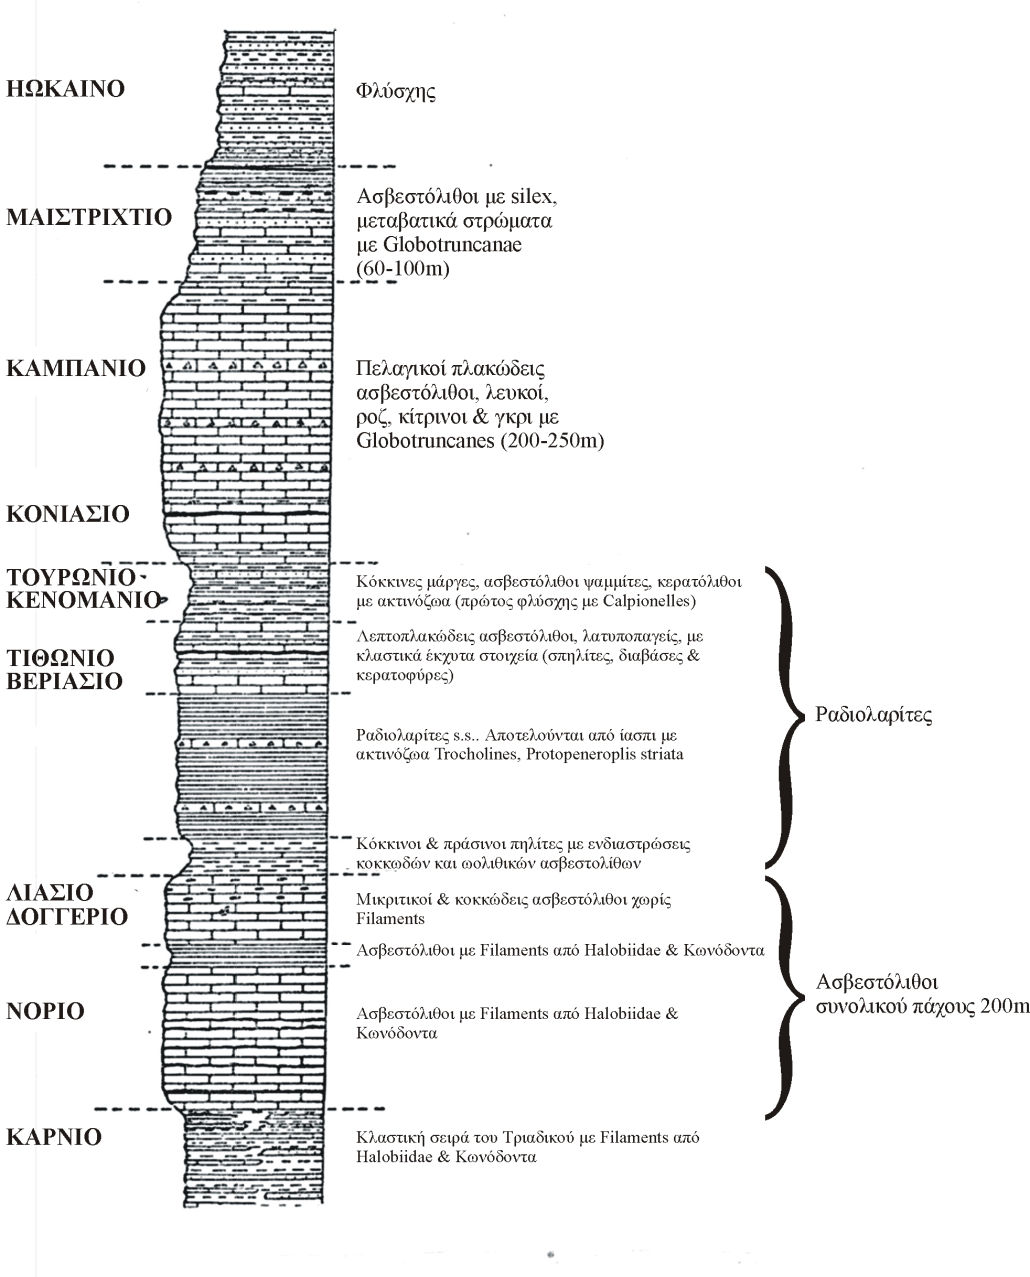 ΗΩΚΑΙΝΟ
Φλύσχης
ΜΑΙΣΤΡΙΧΤΙΟ
Ασβεστόλιθοι με silex,
μεταβατικά στρώματα
με Globotruncanae
(60-100m)
ΚΑΜΠΑΝΙΟ
Πελαγικοί πλακώδεις
ασβεστόλιθοι, λευκοί,
ροζ, κίτρινοι & γκρι με
Globotruncanes (200-250m)
ΚΟΝΙΑΣΙΟ
ΤΟΥΡΩΝΙΟ-
ΚΕΝΟΜΑΝΙΟ
Κόκκινες μάργες, ασβεστόλιθοι ψαμμίτες, κερατόλιθοι
με ακτινόζωα (πρώτος φλύσχης με Calpionelles)
ΤΙΘΩΝΙΟ
ΒΕΡΙΑΣΙΟ
Λεπτοπλακώδεις ασβεστόλιθοι, λατυποπαγείς, με
κλαστικά έκχυτα στοιχεία (σπηλίτες, διαβάσες &
κερατοφύρες)
Ραδιολαρίτες
Ραδιολαρίτες s.s.. Αποτελούνται από ίασπι με
ακτινόζωα Trocholines, Protopeneroplis striata
Κόκκινοι & πράσινοι πηλίτες με ενδιαστρώσεις
κοκκωδών και ωολιθικών ασβεστολίθων
ΛΙΑΣΙΟ
ΔΟΓΓΕΡΙΟ
Μικριτικοί & κοκκώδεις ασβεστόλιθοι χωρίς
Filaments
Ασβεστόλιθοι με Filaments από Halobiidae & Κωνόδοντα
Ασβεστόλιθοι
συνολικού πάχους 200m
ΝΟΡΙΟ
Ασβεστόλιθοι με Filaments από Halobiidae &
Κωνόδοντα
ΚΑΡΝΙΟ
Κλαστική σειρά του Τριαδικού με Filaments από
Halobiidae & Κωνόδοντα